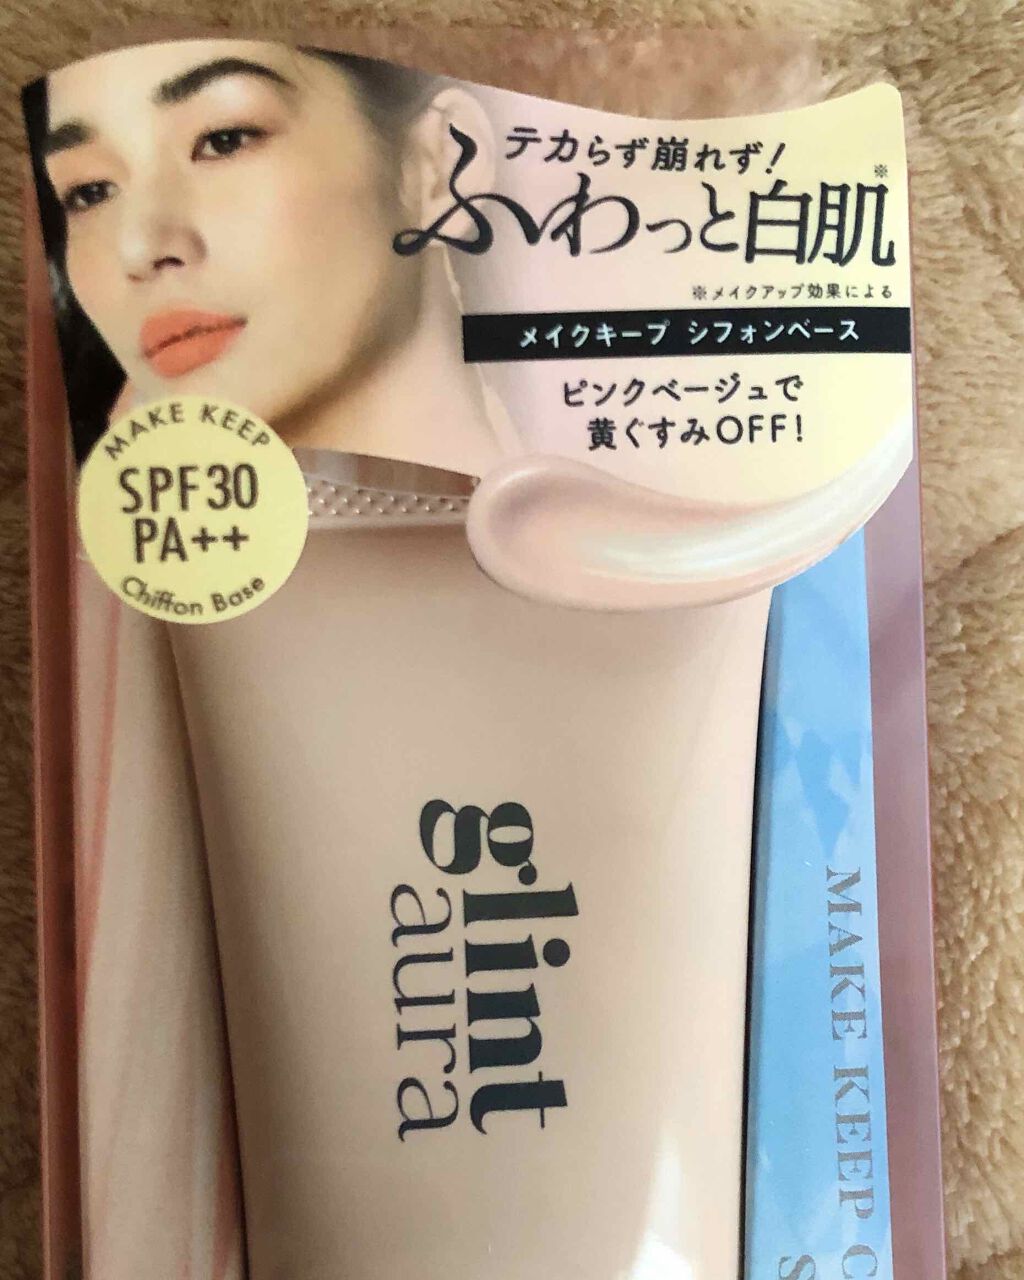 テカらず崩れず!
ふわっと白肌※
※メイクアップ効果による
メイクキープ シフォンベース
ピンクベージュで
黄ぐすみOFF!
MAKE KEEP
SPF30
PA++
Chiffon Base
glint
aura
MAKE KEEP C
S